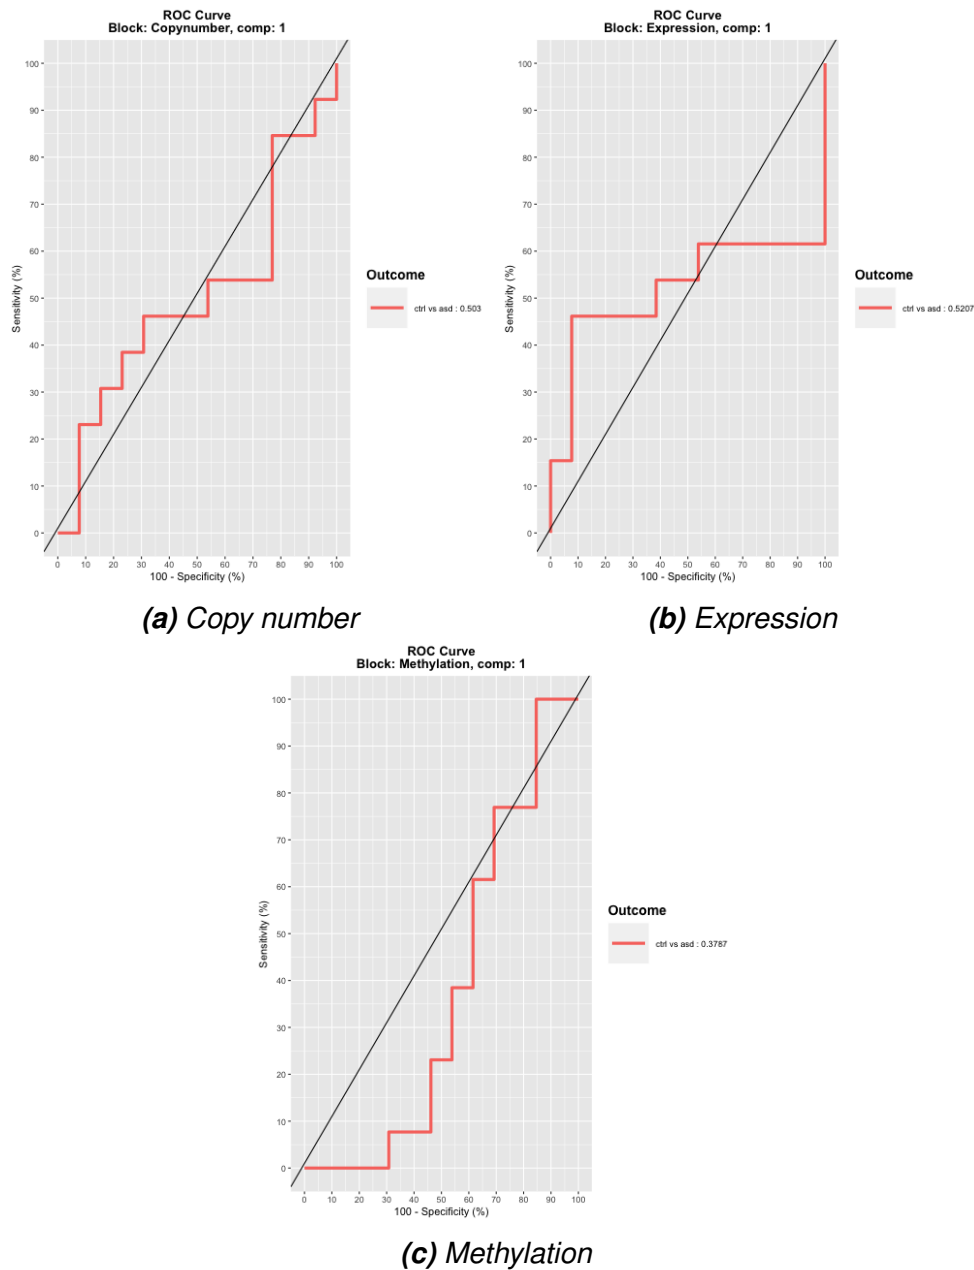 ROC Curve
Block: Copynumber, comp: 1
100
90
80
70
60
50
40
30
20
10
0
Sensitivity (%)
0 10 20 30 40 50 60 70 80 90 100
100 - Specificity (%)
Outcome
ctrl vs asd : 0.503
(a) Copy number
ROC Curve
Block: Expression, comp: 1
100
90
80
70
60
50
40
30
20
10
0
Sensitivity (%)
0 10 20 30 40 50 60 70 80 90 100
100 - Specificity (%)
Outcome
ctrl vs asd : 0.5207
(b) Expression
ROC Curve
Block: Methylation, comp: 1
100
90
80
70
60
50
40
30
20
10
0
Sensitivity (%)
0 10 20 30 40 50 60 70 80 90 100
100 - Specificity (%)
Outcome
ctrl vs asd : 0.3787
(c) Methylation